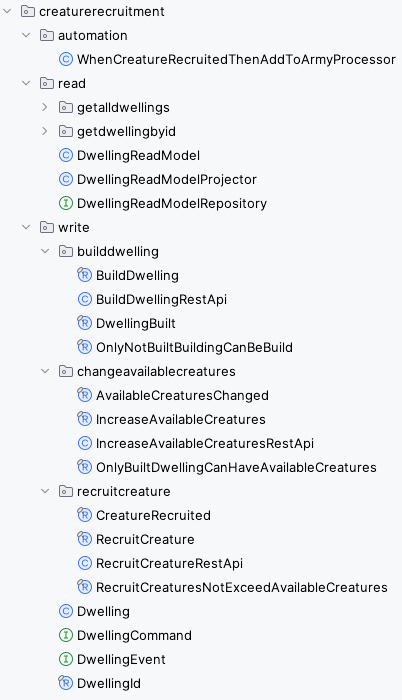 creaturerecruitment
automation
WhenCreatureRecruitedThenAddToArmyProcessor
read
getalldwellings
getdwellingbyid
DwellingReadModel
DwellingReadModelProjector
DwellingReadModelRepository
write
builddwelling
BuildDwelling
BuildDwellingRestApi
DwellingBuilt
OnlyNotBuiltBuildingCanBeBuild
changeavailablecreatures
AvailableCreaturesChanged
IncreaseAvailableCreatures
IncreaseAvailableCreaturesRestApi
OnlyBuiltDwellingCanHaveAvailableCreatures
recruitcreature
CreatureRecruited
RecruitCreature
RecruitCreatureRestApi
RecruitCreaturesNotExceedAvailableCreatures
Dwelling
DwellingCommand
DwellingEvent
DwellingId